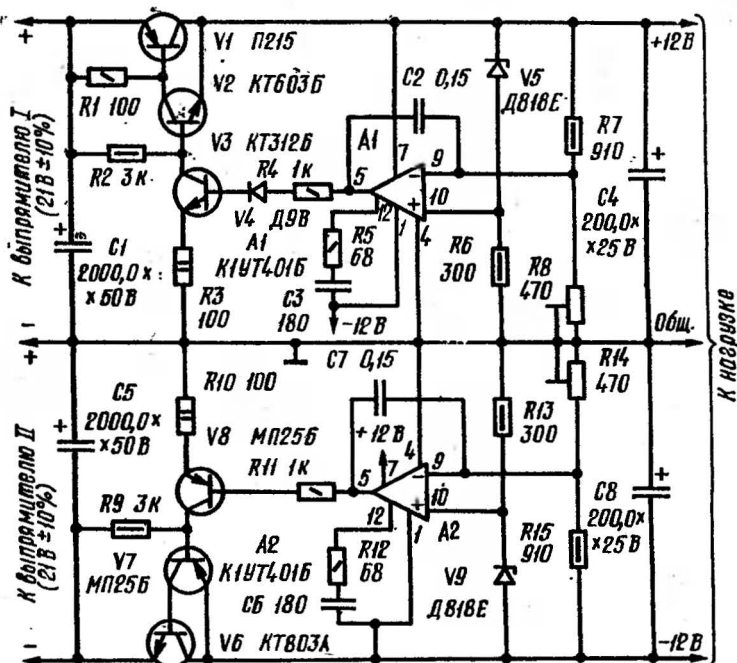 +
V1 П215
V2 КТ603Б
R1 100
V3 КТ312Б
R2 3к
R4 1к
V4 Д9В
A1
К1УТ401Б
C1
2000,0×
×50В
R3
100
C2 0,15
A1
5
7
9
10
12
1
4
−
+
R5
68
C3
180
−12В
R6
300
V5
Д818Е
R7
910
R8
470
C4
200,0×
×25В
+
+12В
К выпрямителю I
(21В ±10%)
−
+
Общ.
К нагрузке
C5
2000,0×
×50В
+
R10 100
V8 МП25Б
R11 1к
R9 3к
V7
МП25Б
A2
К1УТ401Б
V6 КТ803А
C7 0,15
+12В
5
7
4
9
10
12
1
−
+
A2
R12
68
C6 180
R13
300
R14
470
V9
Д818Е
R15
910
C8
200,0×
×25В
+
−12В
К выпрямителю II
(21В ±10%)
−